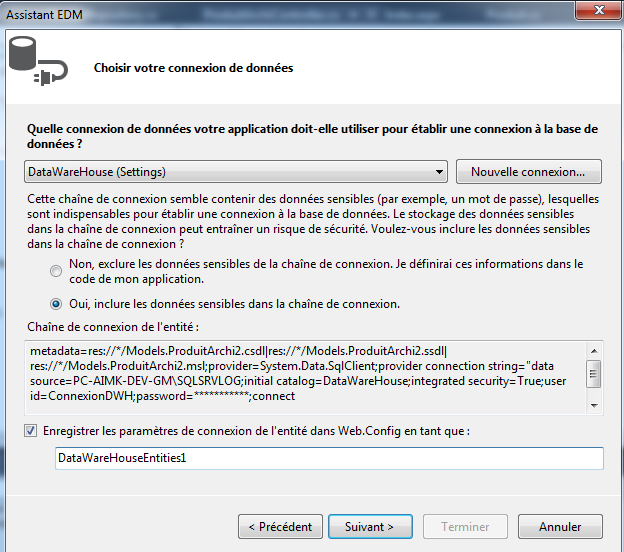 Assistant EDM
Choisir votre connexion de données
Quelle connexion de données votre application doit-elle utiliser pour établir une connexion à la base de
données ?
DataWareHouse (Settings)
Nouvelle connexion...
Cette chaîne de connexion semble contenir des données sensibles (par exemple, un mot de passe), lesquelles
sont indispensables pour établir une connexion à la base de données. Le stockage des données sensibles
dans la chaîne de connexion peut entraîner un risque de sécurité. Voulez-vous inclure les données sensibles
dans la chaîne de connexion ?
Non, exclure les données sensibles de la chaîne de connexion. Je définirai ces informations dans le
code de mon application.
Oui, inclure les données sensibles dans la chaîne de connexion.
Chaîne de connexion de l'entité :
metadata=res://*/Models.ProduitArchi2.csdl|res://*/Models.ProduitArchi2.ssdl|
res://*/Models.ProduitArchi2.msl;provider=System.Data.SqlClient;provider connection string="data
source=PC-AIMK-DEV-GM\SQLSRVLOG;initial catalog=DataWareHouse;integrated security=True;user
id=ConnexionDWH;password=***********;connect
Enregistrer les paramètres de connexion de l'entité dans Web.Config en tant que :
DataWareHouseEntities1
< Précédent
Suivant >
Terminer
Annuler